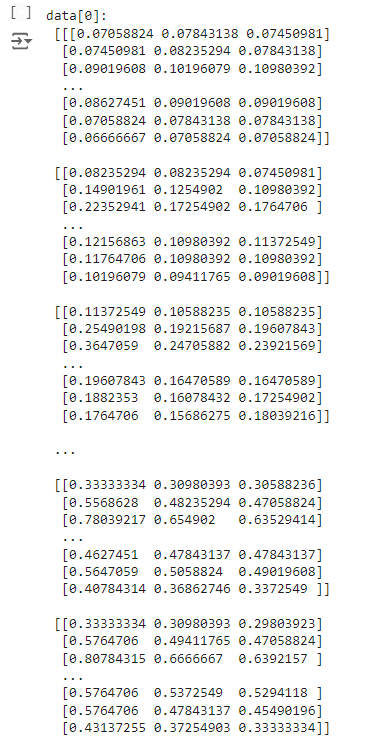 [ ] data[0]:
[[[0.07058824 0.07843138 0.07450981]
[0.07450981 0.08235294 0.07843138]
[0.09019608 0.10196079 0.10980392]
...
[0.08627451 0.09019608 0.09019608]
[0.07058824 0.07843138 0.07843138]
[0.06666667 0.07058824 0.07058824]]
[[0.08235294 0.08235294 0.07450981]
[0.14901961 0.1254902 0.10980392]
[0.22352941 0.17254902 0.1764706 ]
...
[0.12156863 0.10980392 0.11372549]
[0.11764706 0.10980392 0.10980392]
[0.10196079 0.09411765 0.09019608]]
[[0.11372549 0.10588235 0.10588235]
[0.25490198 0.19215687 0.19607843]
[0.3647059 0.24705882 0.23921569]
...
[0.19607843 0.16470589 0.16470589]
[0.1882353 0.16078432 0.17254902]
[0.1764706 0.15686275 0.18039216]]
...
[[0.33333334 0.30980393 0.30588236]
[0.5568628 0.48235294 0.47058824]
[0.78039217 0.654902 0.63529414]
...
[0.4627451 0.47843137 0.47843137]
[0.5647059 0.5058824 0.49019608]
[0.40784314 0.36862746 0.3372549 ]]
[[0.33333334 0.30980393 0.29803923]
[0.5764706 0.49411765 0.47058824]
[0.80784315 0.6666667 0.6392157 ]
...
[0.5764706 0.5372549 0.5294118 ]
[0.5764706 0.47843137 0.45490196]
[0.43137255 0.37254903 0.33333334]]